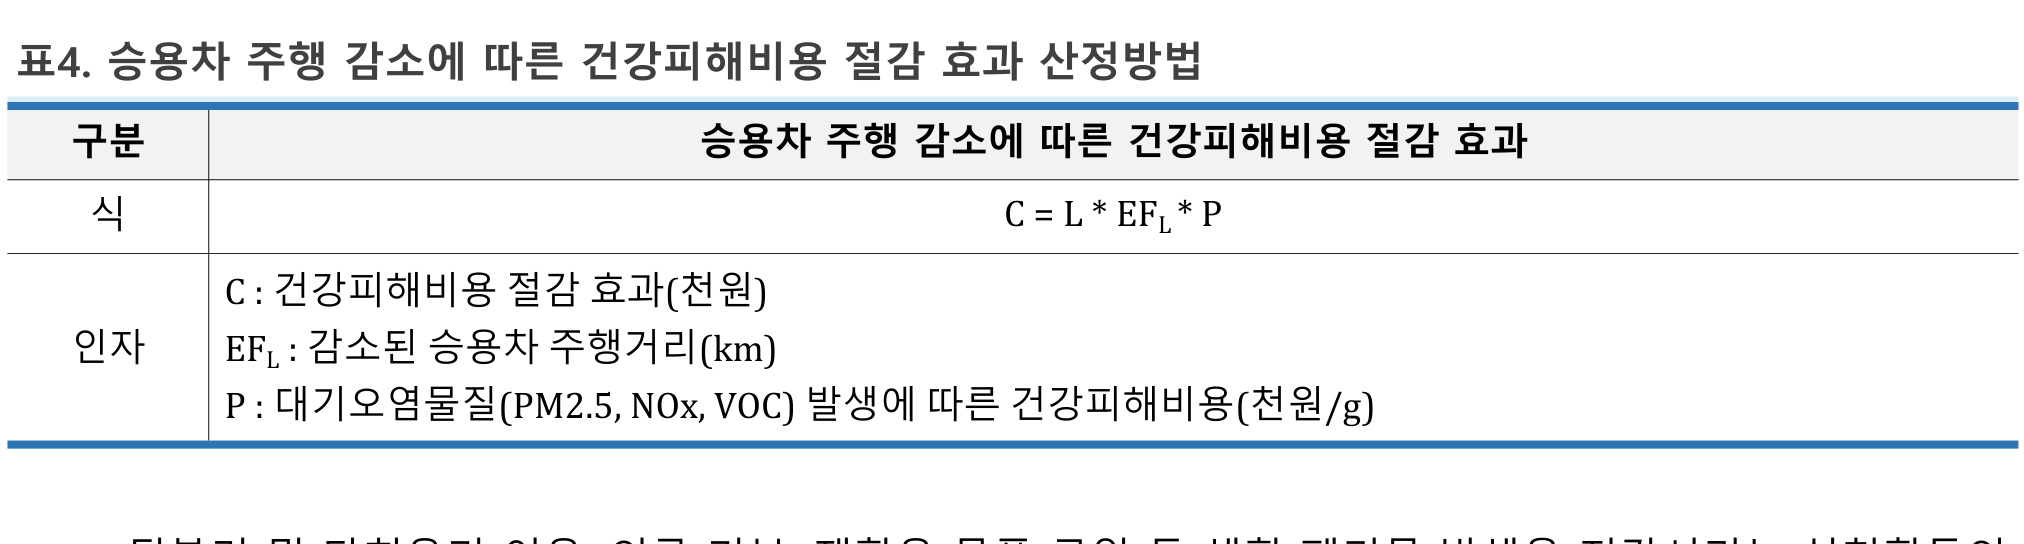 표4. 승용차 주행 감소에 따른 건강피해비용 절감 효과 산정방법
구분 승용차 주행 감소에 따른 건강피해비용 절감 효과
식 C = L * EF_L * P
C : 건강피해비용 절감 효과(천원)
인자 EF_L : 감소된 승용차 주행거리(km)
P : 대기오염물질(PM2.5, NOx, VOC) 발생에 따른 건강피해비용(천원/g)